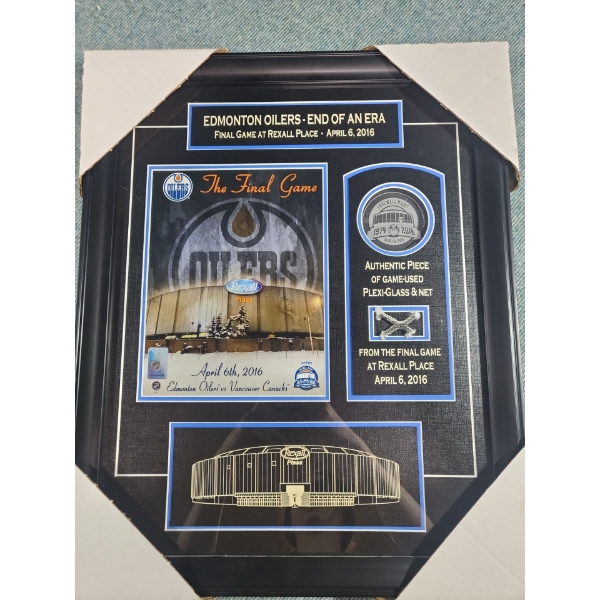 EDMONTON OILERS - END OF AN ERA
FINAL GAME AT REXALL PLACE - APRIL 6, 2016
OILERS
The Final Game
OILERS
Rexall
Place
April 6th, 2016
Edmonton Oilers vs Vancouver Canucks
1974 2016
AUTHENTIC PIECE
OF GAME-USED
PLEXI-GLASS & NET
FROM THE FINAL GAME
AT REXALL PLACE
APRIL 6, 2016
Rexall
Place